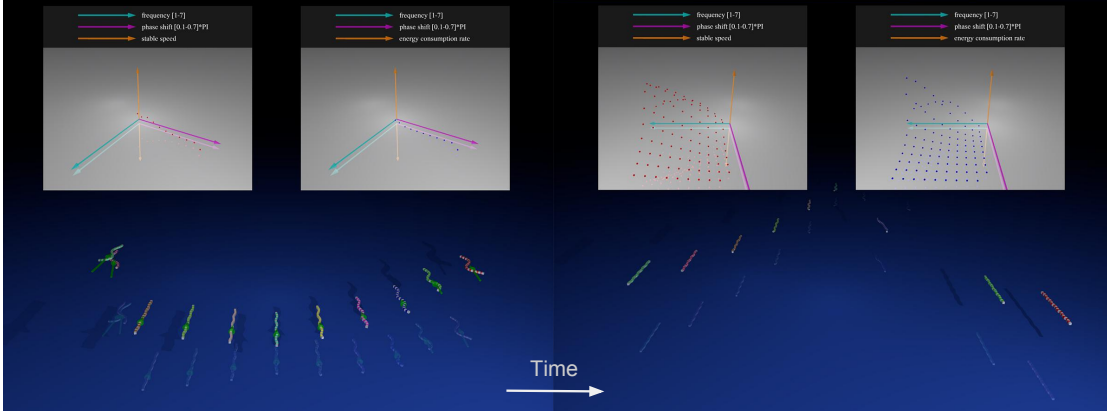 frequency [1-7]
phase shift [0.1-0.7]*PI
stable speed
frequency [1-7]
phase shift [0.1-0.7]*PI
energy consumption rate
frequency [1-7]
phase shift [0.1-0.7]*PI
stable speed
frequency [1-7]
phase shift [0.1-0.7]*PI
energy consumption rate
Time